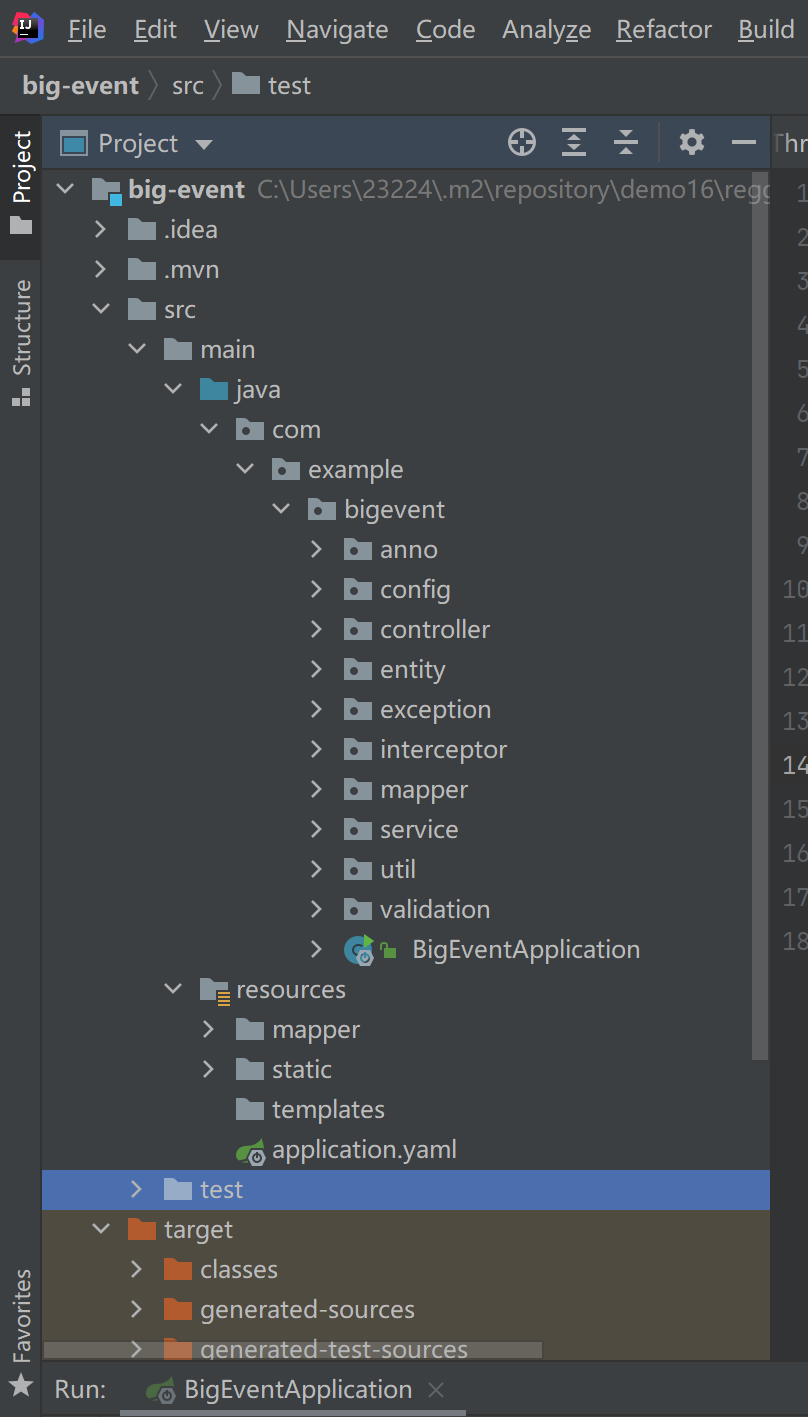 File Edit View Navigate Code Analyze Refactor Build
big-event src test
Project
Project
Structure
Favorites
big-event C:\Users\23224\.m2\repository\demo16\regg
.idea
.mvn
src
main
java
com
example
bigevent
anno
config
controller
entity
exception
interceptor
mapper
service
util
validation
BigEventApplication
resources
mapper
static
templates
application.yaml
test
target
classes
generated-sources
generated-test-sources
Thr
1
2
3
4
5
6
7
8
9
10
11
12
13
14
15
16
17
18
Run: BigEventApplication